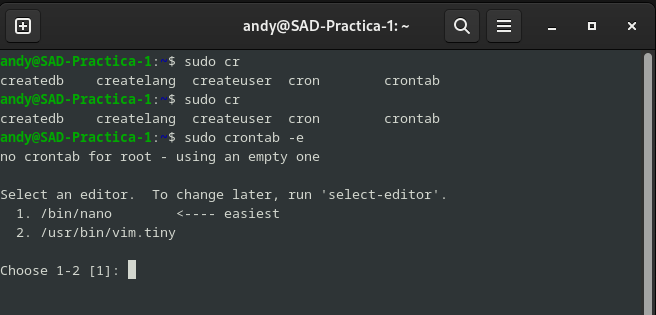 andy@SAD-Practica-1: ~
andy@SAD-Practica-1:~$ sudo cr
createdb    createlang  createuser  cron        crontab
andy@SAD-Practica-1:~$ sudo cr
createdb    createlang  createuser  cron        crontab
andy@SAD-Practica-1:~$ sudo crontab -e
no crontab for root - using an empty one
Select an editor.  To change later, run 'select-editor'.
  1. /bin/nano        <---- easiest
  2. /usr/bin/vim.tiny
Choose 1-2 [1]: